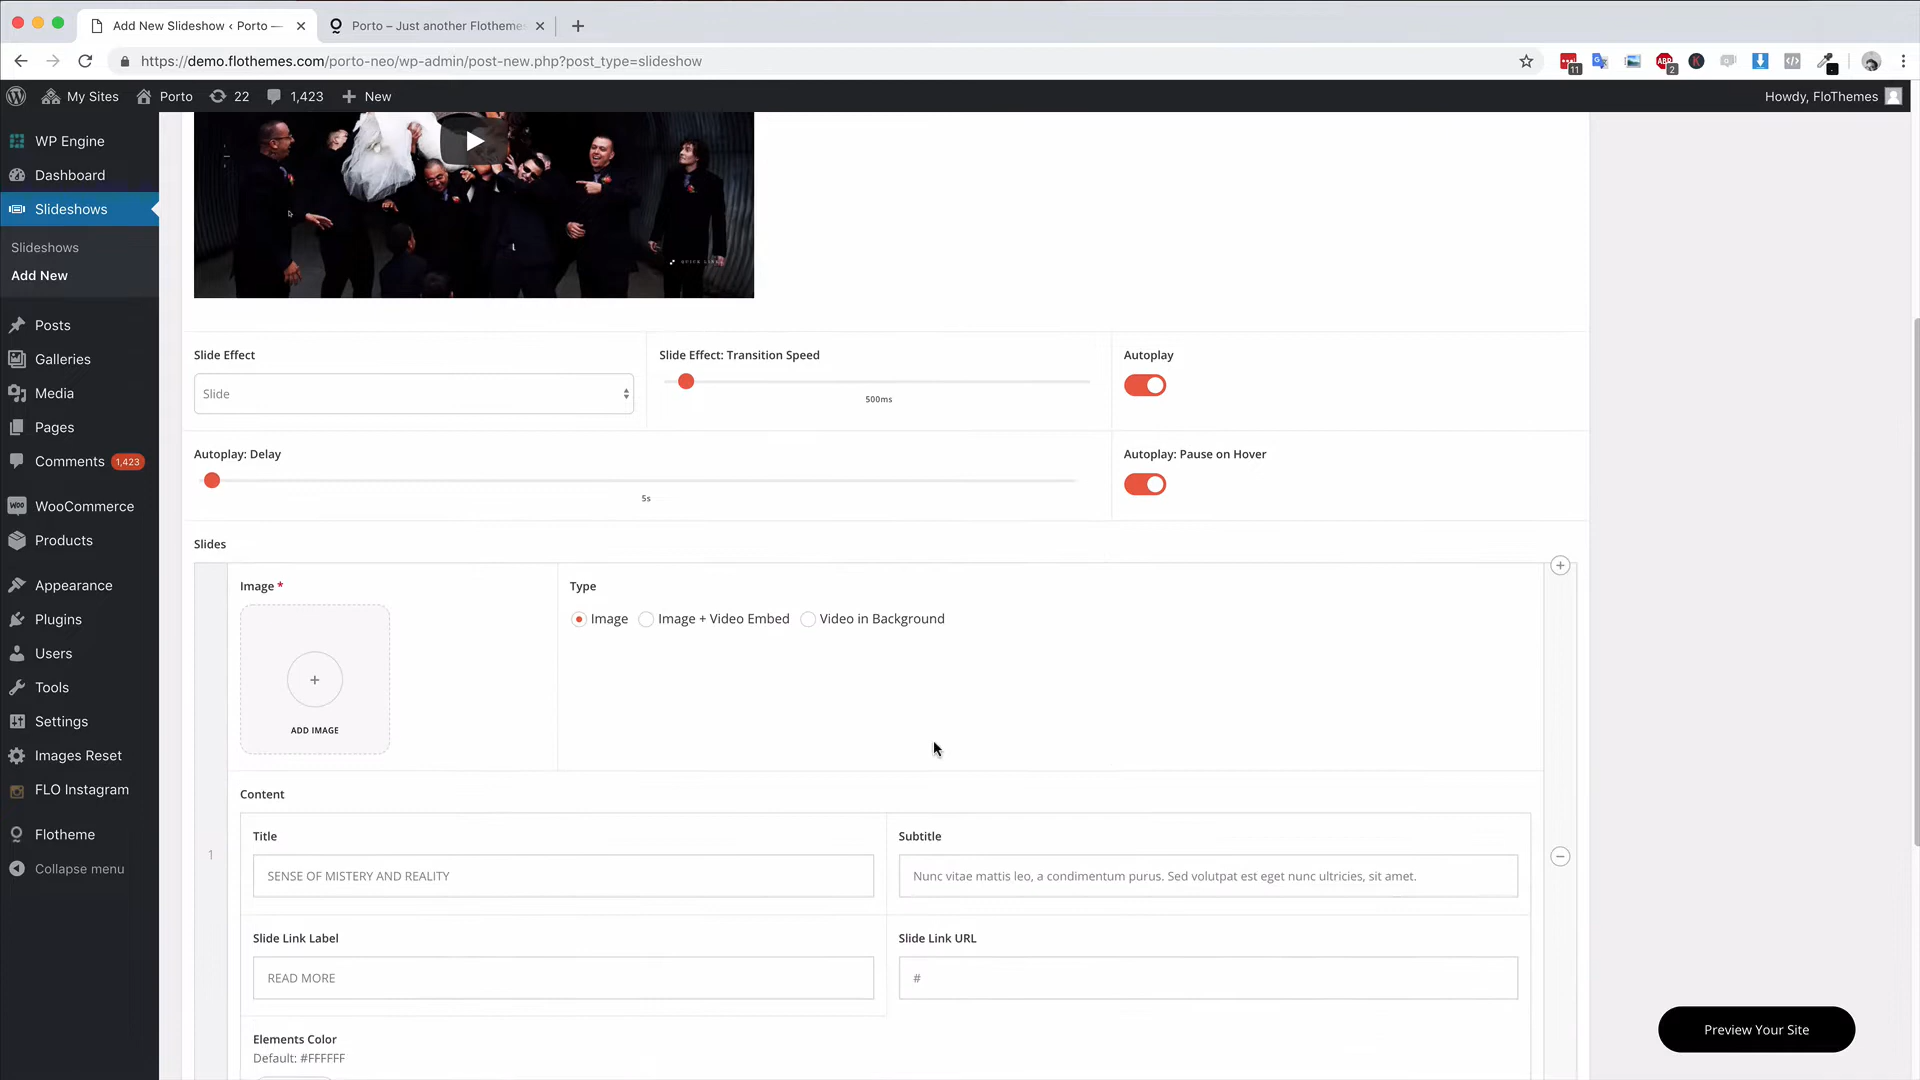 Add New Slideshow ‹ Porto —
Porto – Just another Flothemes
https://demo.flothemes.com/porto-neo/wp-admin/post-new.php?post_type=slideshow
11
ABP
2
K
My Sites
Porto
22
1,423
New
Howdy, FloThemes
WP Engine
Dashboard
Slideshows
Slideshows
Add New
Posts
Galleries
Media
Pages
Comments 1,423
WooCommerce
Products
Appearance
Plugins
Users
Tools
Settings
Images Reset
FLO Instagram
Flotheme
Collapse menu
Slide Effect
Slide
Slide Effect: Transition Speed
500ms
Autoplay
Autoplay: Delay
5s
Autoplay: Pause on Hover
Slides
Image *
+
ADD IMAGE
Type
Image
Image + Video Embed
Video in Background
1
Content
Title
SENSE OF MISTERY AND REALITY
Subtitle
Nunc vitae mattis leo, a condimentum purus. Sed volutpat est eget nunc ultricies, sit amet.
Slide Link Label
READ MORE
Slide Link URL
#
Elements Color
Default: #FFFFFF
Preview Your Site